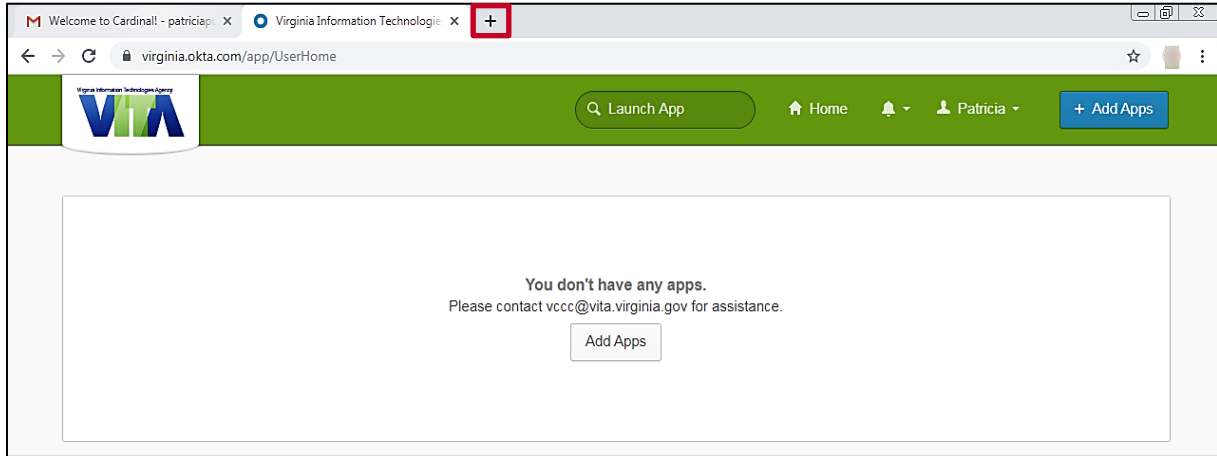 Welcome to Cardinal! - patriciap
Virginia Information Technologie
virginia.okta.com/app/UserHome
Virginia Information Technologies Agency
VITA
Launch App
Home
Patricia
+ Add Apps
You don't have any apps.
Please contact vccc@vita.virginia.gov for assistance.
Add Apps